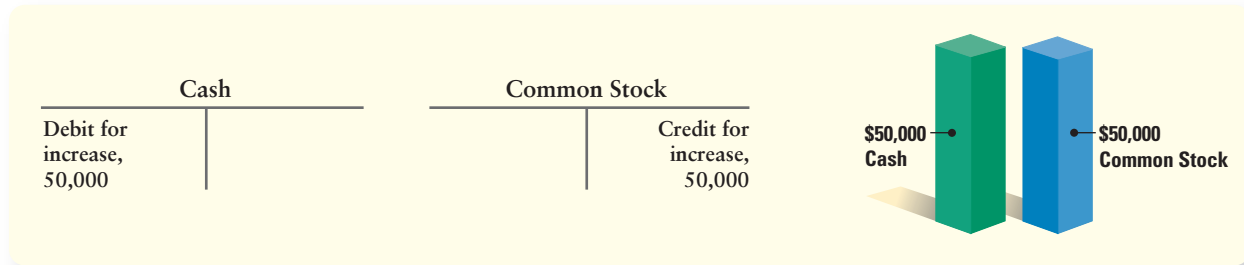 Cash
Debit for
increase,
50,000
Common Stock
Credit for
increase,
50,000
$50,000
Cash
$50,000
Common Stock